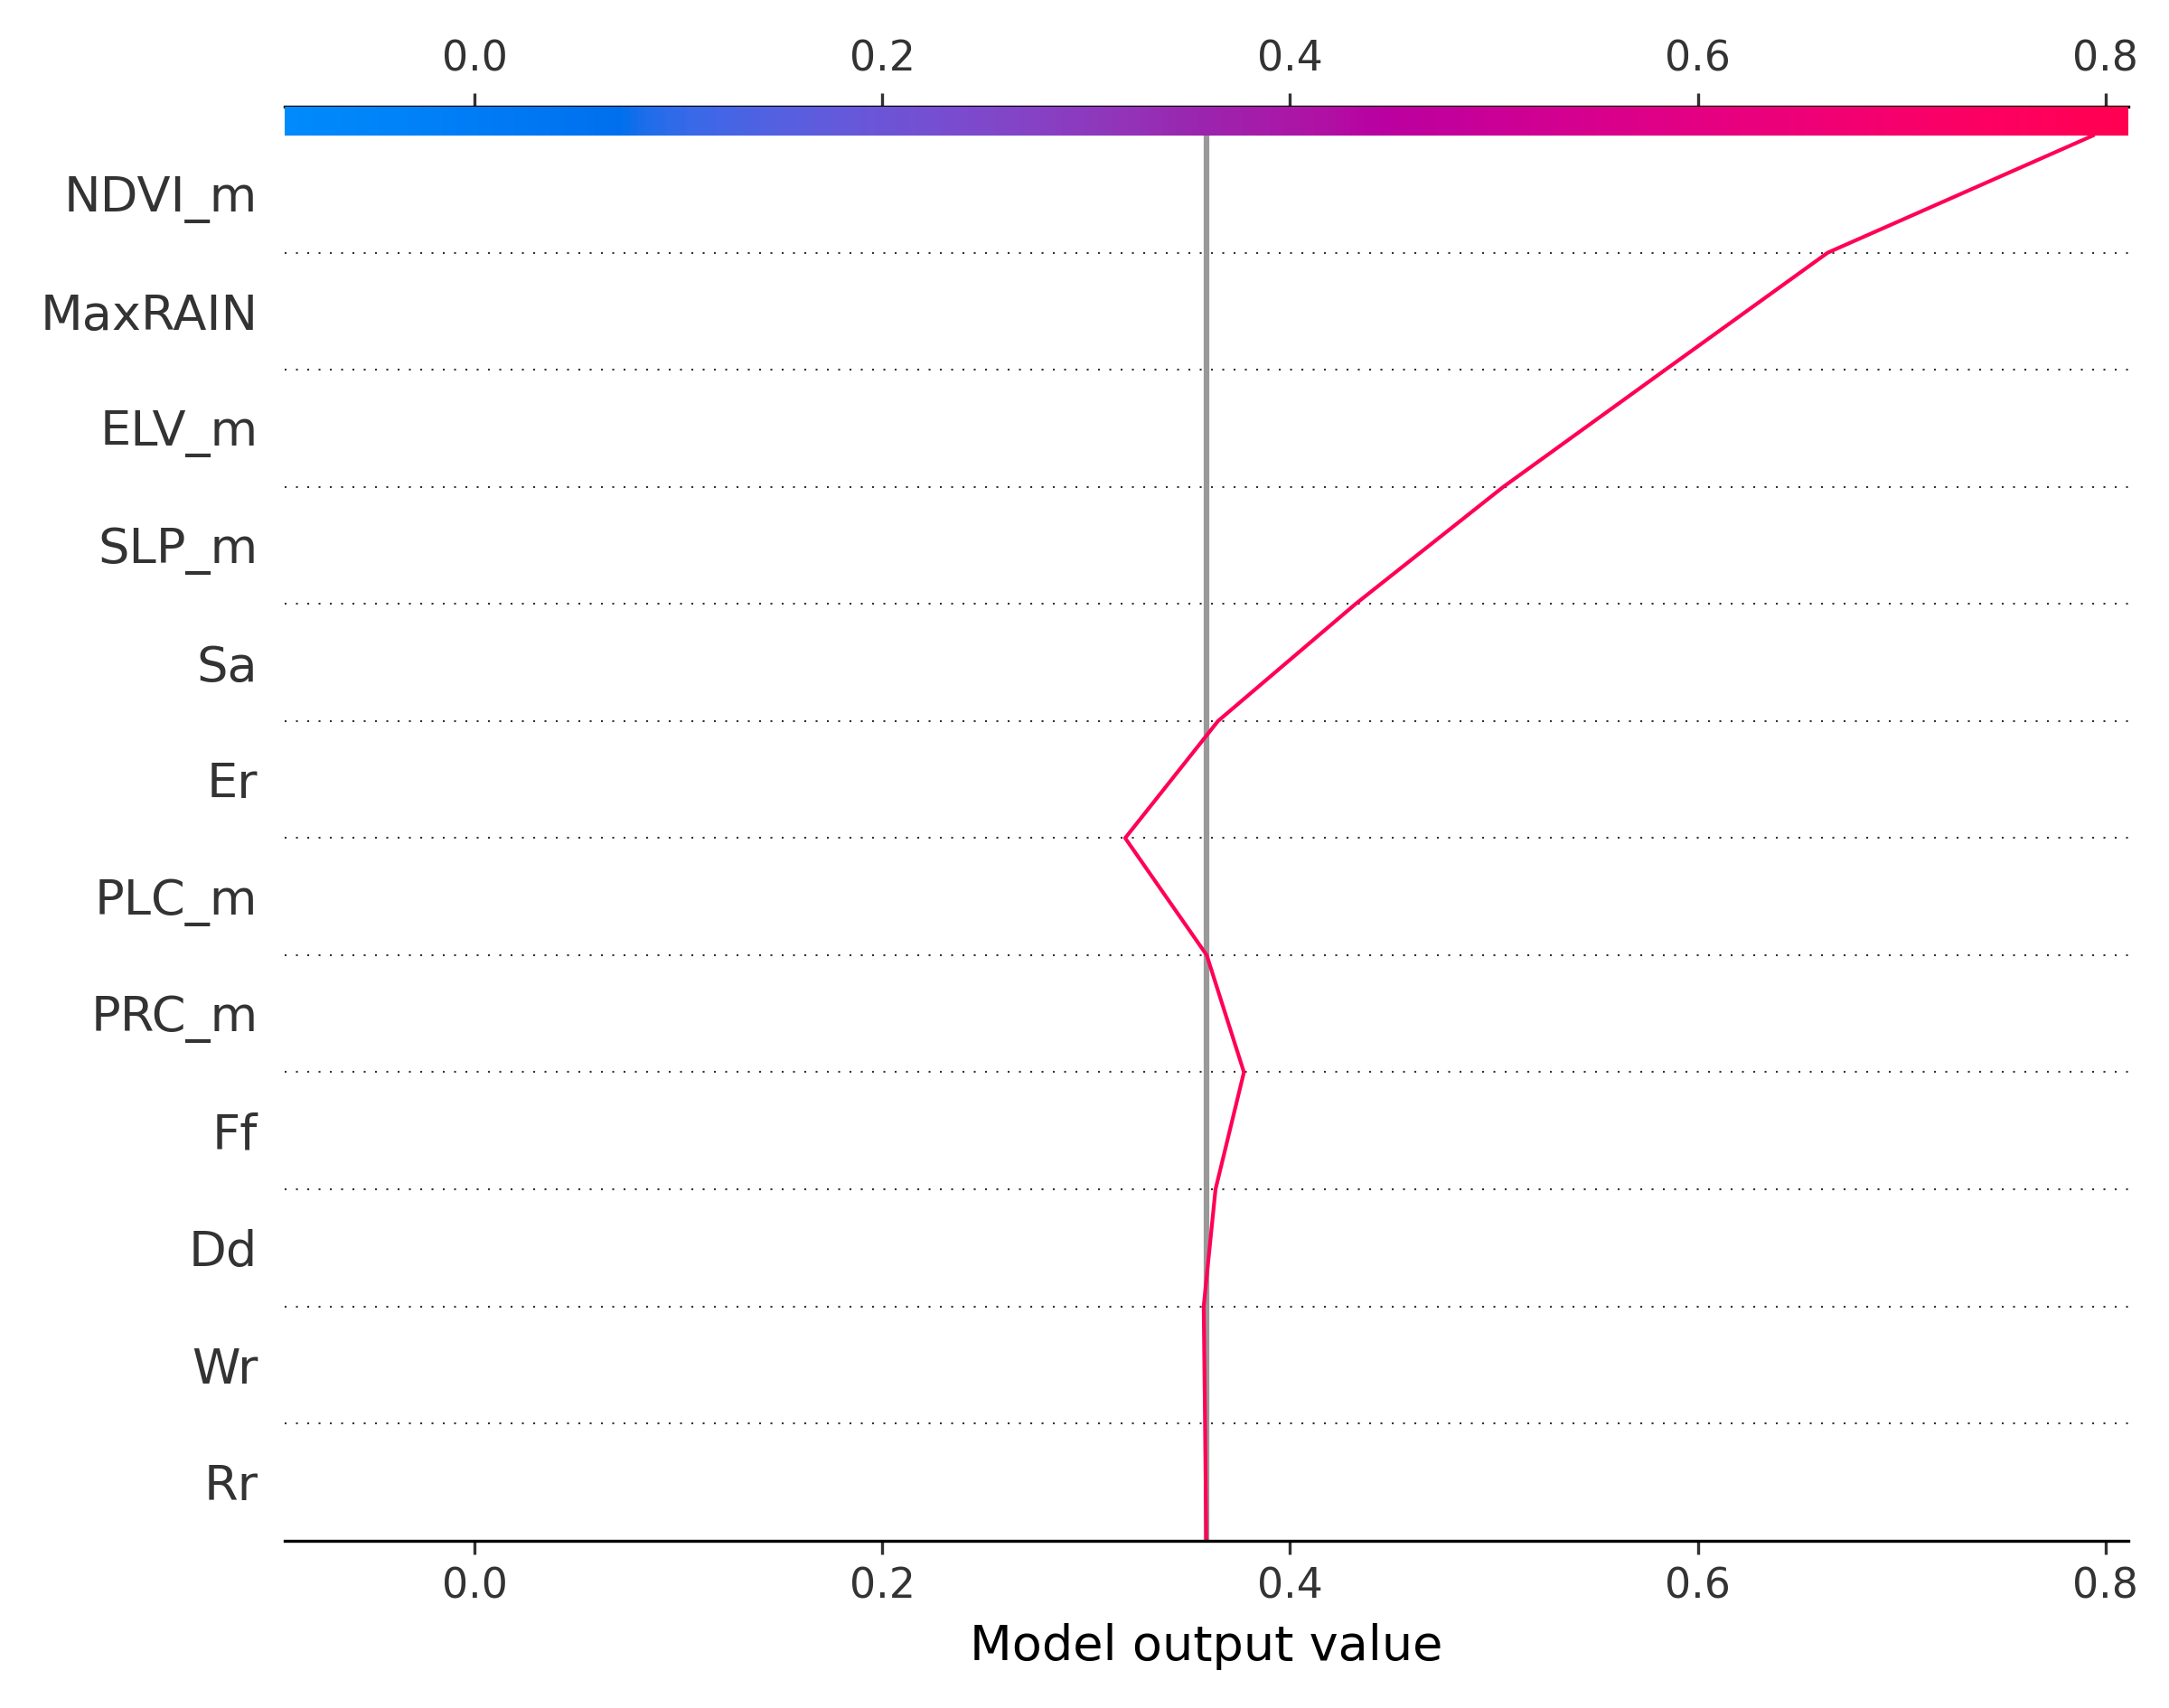 0.0 0.2 0.4 0.6 0.8
NDVI_m
MaxRAIN
ELV_m
SLP_m
Sa
Er
PLC_m
PRC_m
Ff
Dd
Wr
Rr
0.0 0.2 0.4 0.6 0.8
Model output value